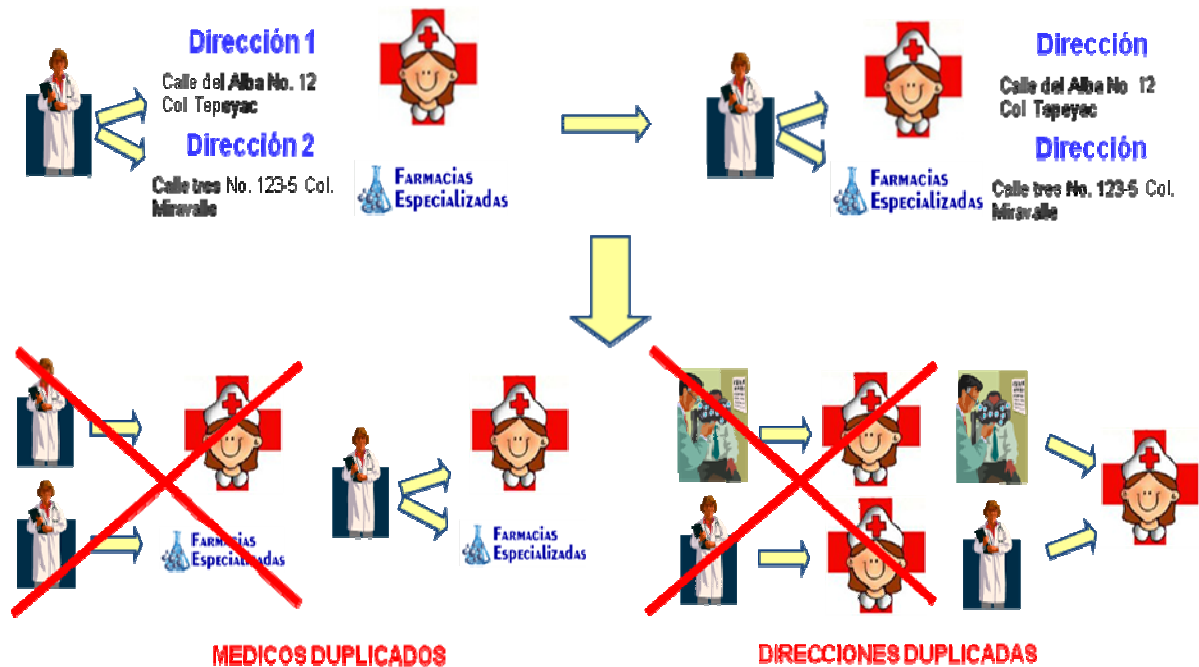 Dirección 1
Calle del Alba No. 12
Col Tepeyac
Dirección 2
Calle tres No. 123-5 Col.
Miravalle
FARMACIAS
ESPECIALIZADAS
Dirección
Calle del Alba No 12
Col Tepeyac
Dirección
Calle tres No. 123-5 Col.
Miravalle
FARMACIAS
ESPECIALIZADAS
FARMACIAS
ESPECIALIZADAS
FARMACIAS
ESPECIALIZADAS
MEDICOS DUPLICADOS
DIRECCIONES DUPLICADAS